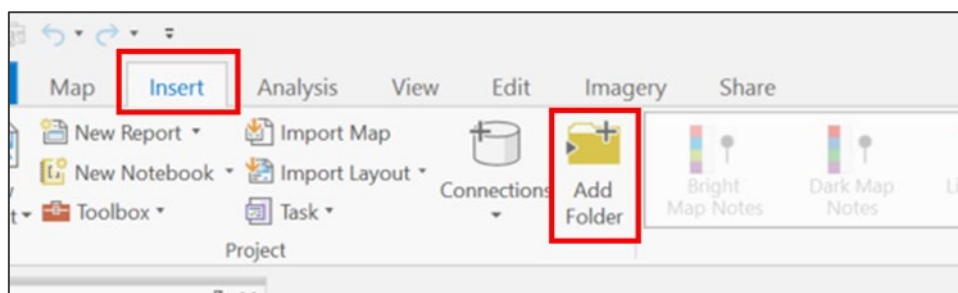 Map Insert Analysis View Edit Imagery Share
New Report Import Map
New Notebook Import Layout
Toolbox Task
Connections
Add
Folder
Bright
Map Notes
Dark Map
Notes
Project